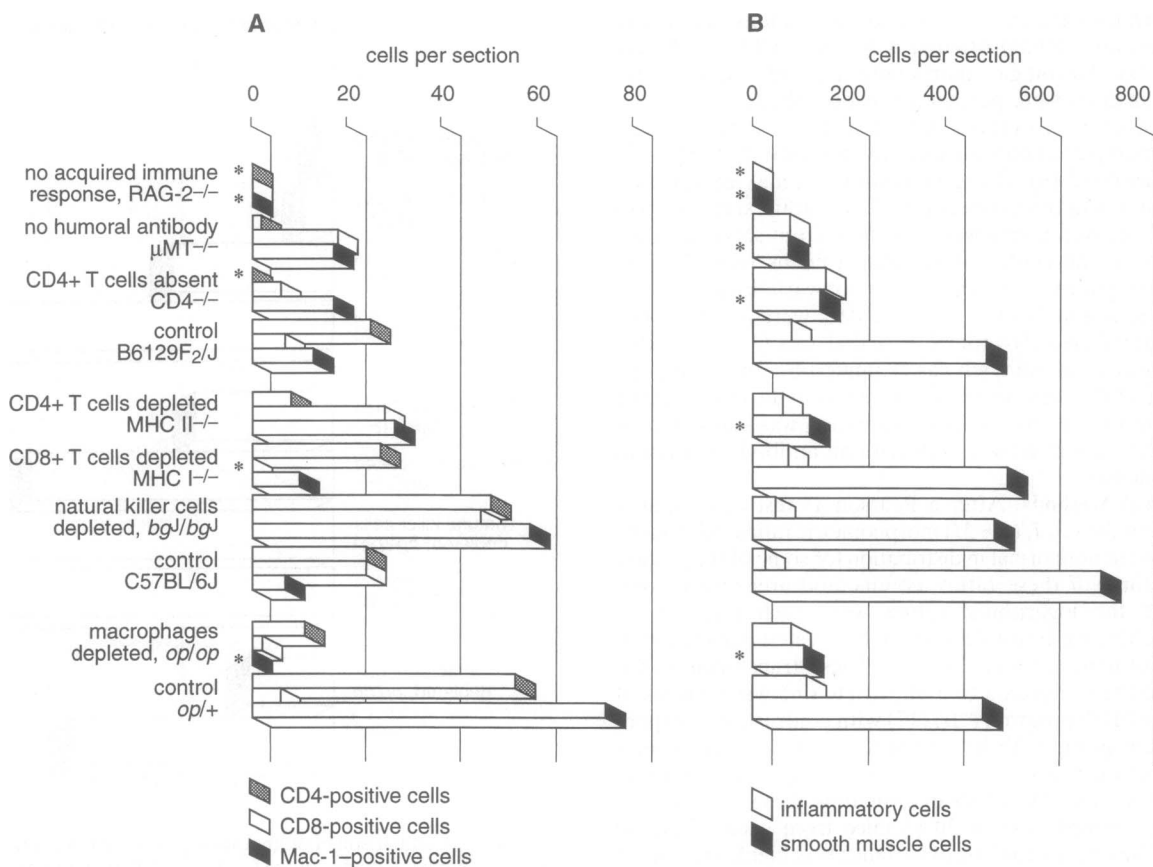 A
cells per section
0 20 40 60 80
B
cells per section
0 200 400 600 800
no acquired immune
response, RAG-2–/–
*
*
*
*
no humoral antibody
μMT–/–
*
CD4+ T cells absent
CD4–/–
*
*
control
B6129F2/J
CD4+ T cells depleted
MHC II–/–
*
CD8+ T cells depleted
MHC I–/–
*
natural killer cells
depleted, bgJ/bgJ
control
C57BL/6J
macrophages
depleted, op/op
*
*
control
op/+
CD4-positive cells
CD8-positive cells
Mac-1–positive cells
inflammatory cells
smooth muscle cells